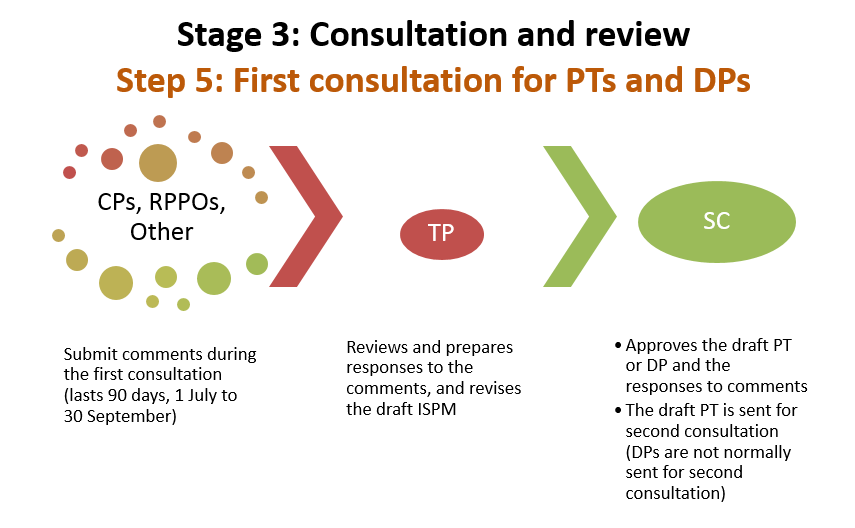 Stage 3: Consultation and review
Step 5: First consultation for PTs and DPs
CPs, RPPOs,
Other
TP
SC
Submit comments during
the first consultation
(lasts 90 days, 1 July to
30 September)
Reviews and prepares
responses to the
comments, and revises
the draft ISPM
• Approves the draft PT
or DP and the
responses to comments
• The draft PT is sent for
second consultation
(DPs are not normally
sent for second
consultation)